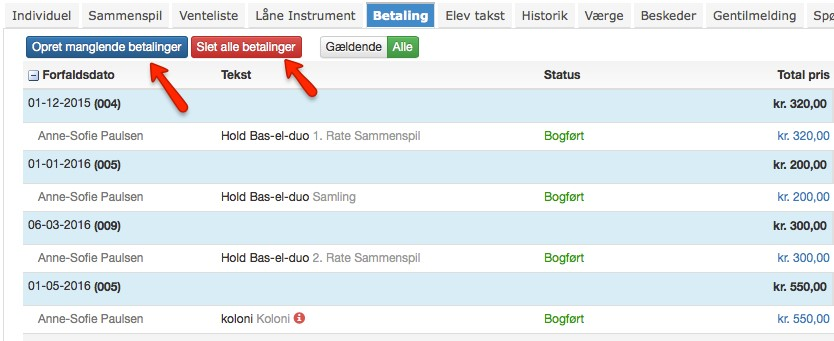 Individuel Sammenspil Venteliste Låne Instrument Betaling Elev takst Historik Værge Beskeder Gentilmelding
Opret manglende betalinger Slet alle betalinger Gældende Alle
Forfaldsdato Tekst Status Total pris
01-12-2015 (004) kr. 320,00
Anne-Sofie Paulsen Hold Bas-el-duo 1. Rate Sammenspil Bogført kr. 320,00
01-01-2016 (005) kr. 200,00
Anne-Sofie Paulsen Hold Bas-el-duo Samling Bogført kr. 200,00
06-03-2016 (009) kr. 300,00
Anne-Sofie Paulsen Hold Bas-el-duo 2. Rate Sammenspil Bogført kr. 300,00
01-05-2016 (005) kr. 550,00
Anne-Sofie Paulsen koloni Koloni Bogført kr. 550,00